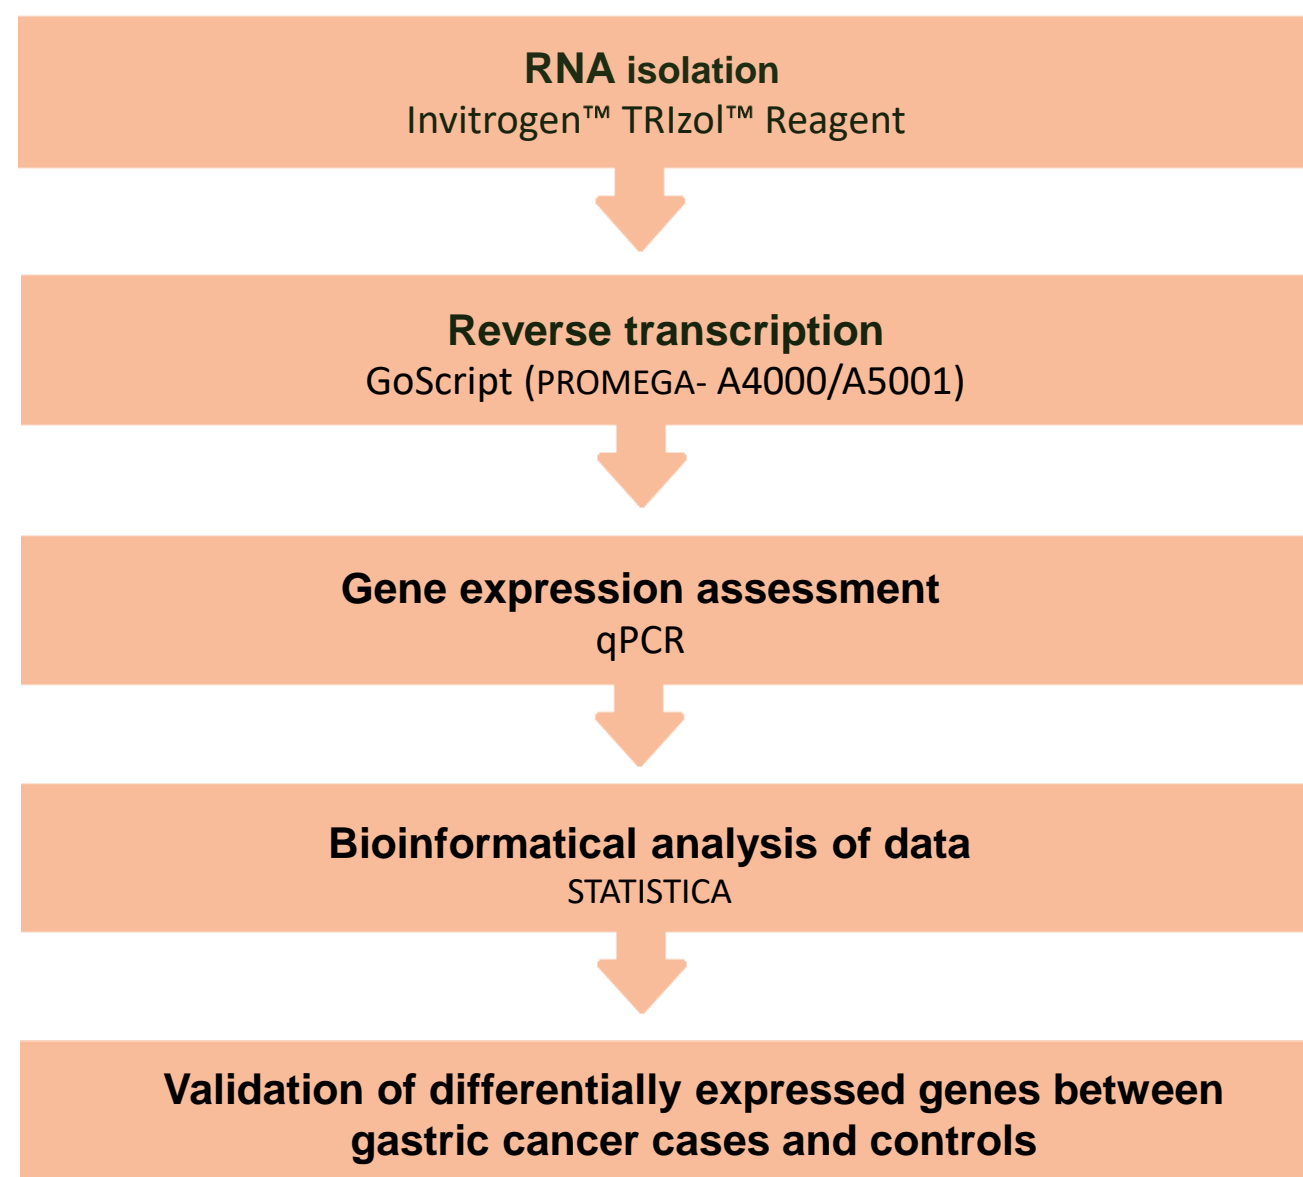 RNA isolation
Invitrogen™ TRIzol™ Reagent
Reverse transcription
GoScript (PROMEGA- A4000/A5001)
Gene expression assessment
qPCR
Bioinformatical analysis of data
STATISTICA
Validation of differentially expressed genes between
gastric cancer cases and controls